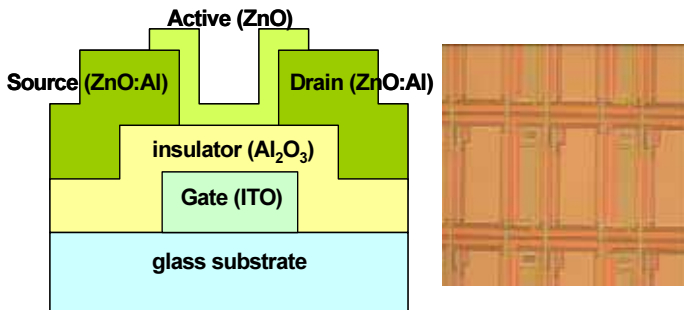 Active (ZnO)
Source (ZnO:Al)
Drain (ZnO:Al)
insulator (Al₂O₃)
Gate (ITO)
glass substrate